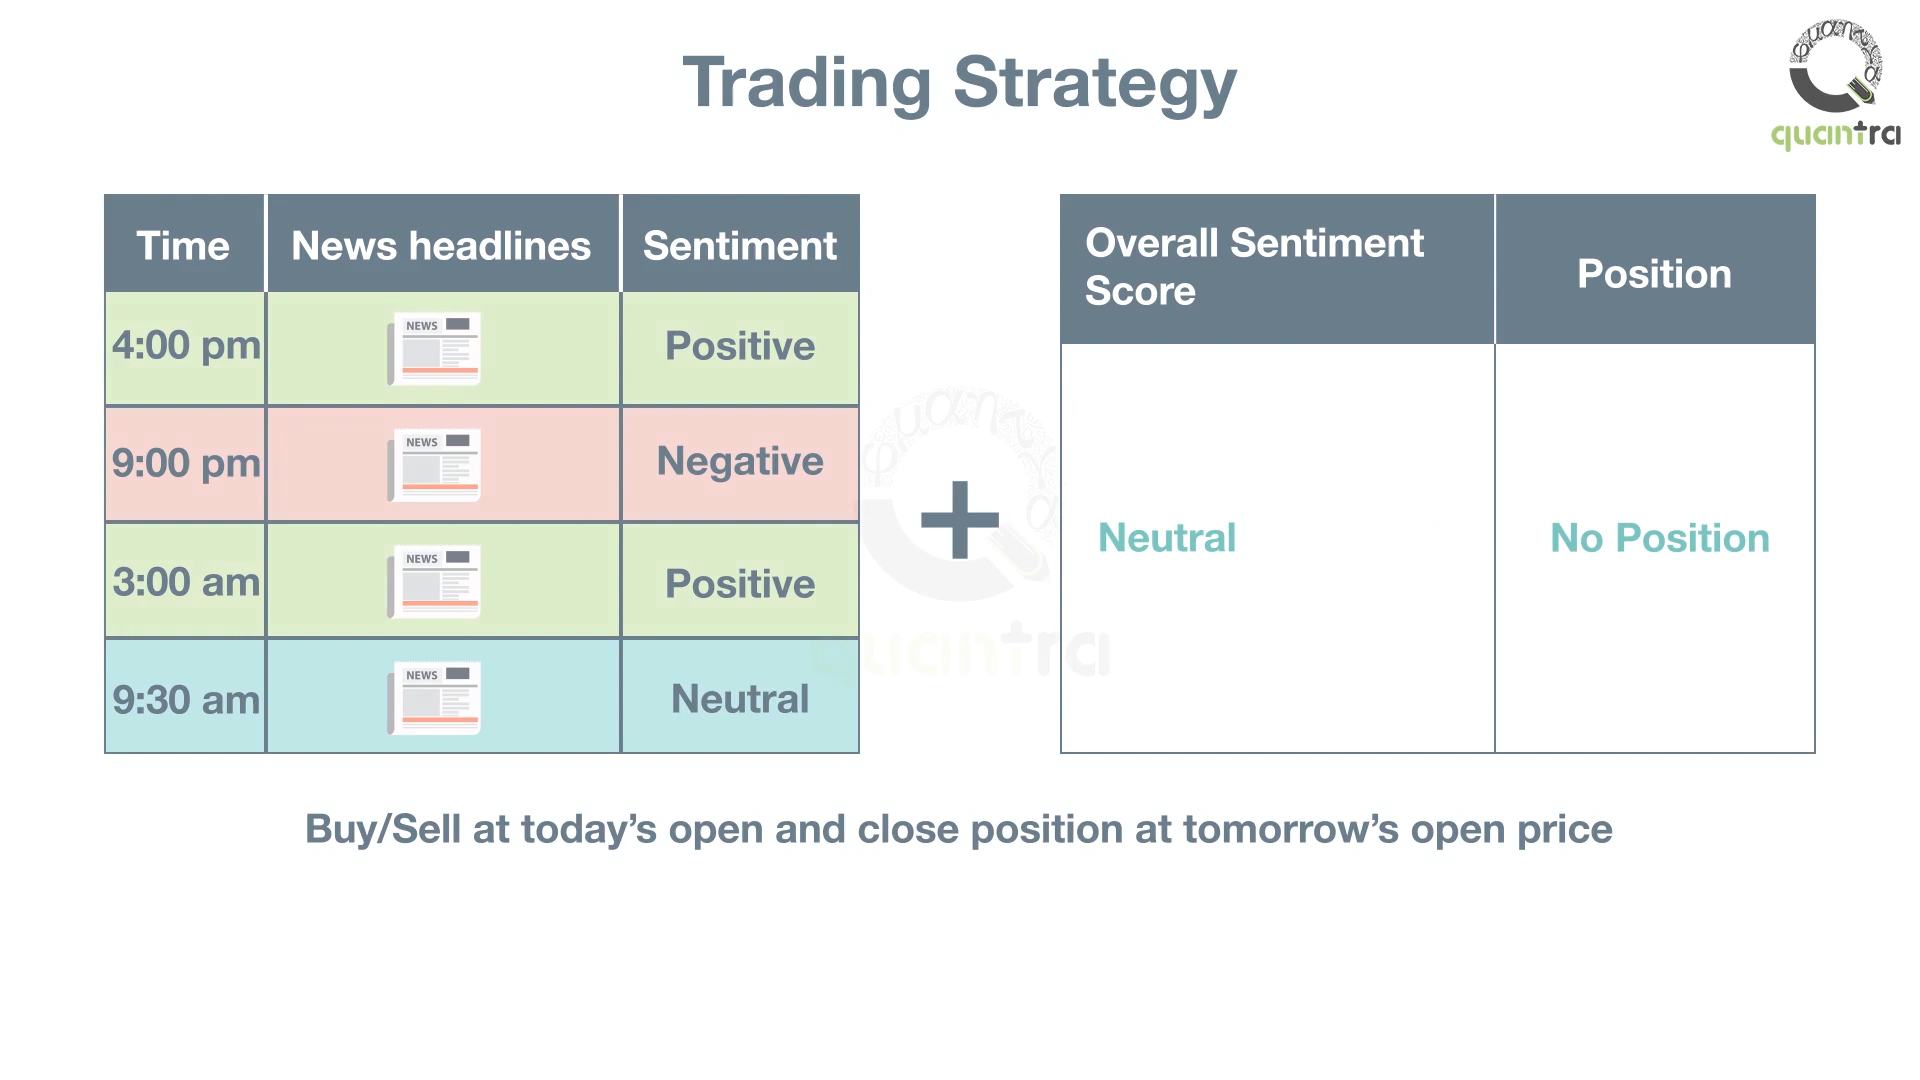 Trading Strategy
quantra
Time News headlines Sentiment
4:00 pm NEWS Positive
9:00 pm NEWS Negative
3:00 am NEWS Positive
9:30 am NEWS Neutral
+
Overall Sentiment
Score
Position
Neutral No Position
quantra
Buy/Sell at today’s open and close position at tomorrow’s open price